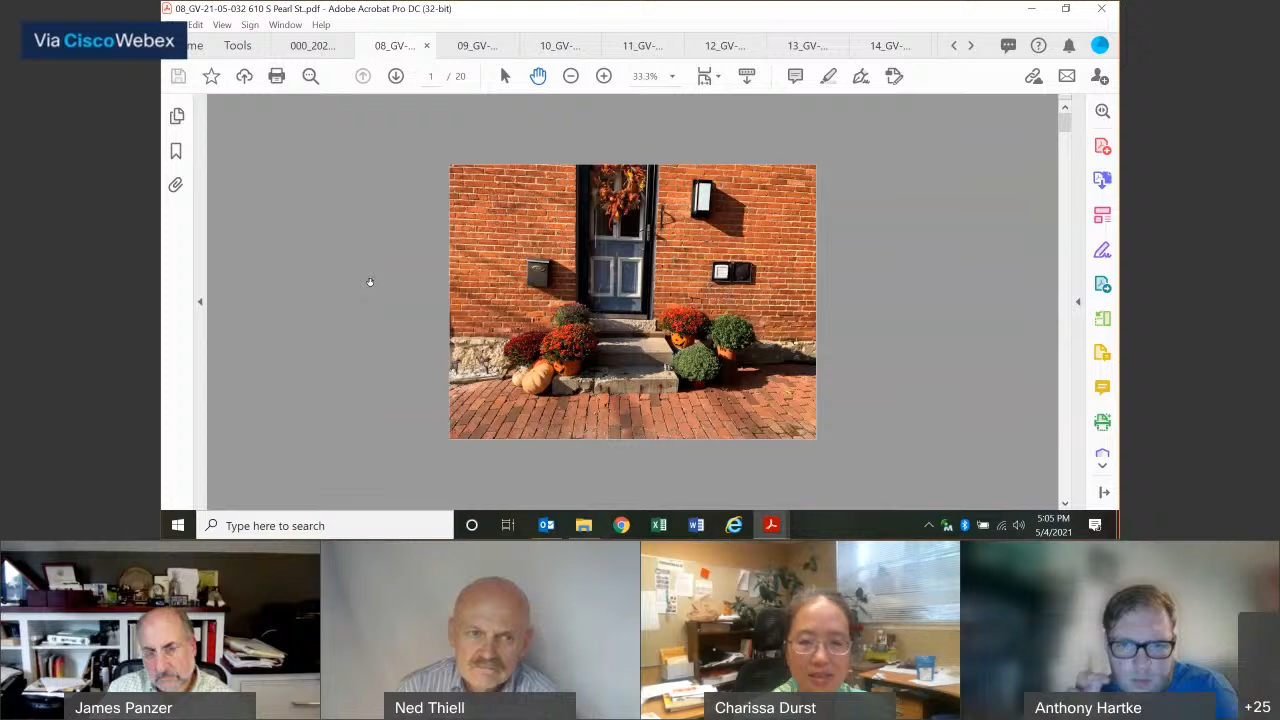 08_GV-21-05-032 610 S Pearl St..pdf - Adobe Acrobat Pro DC (32-bit)
Edit View Sign Window Help
Via Cisco Webex
me Tools 000_202... 08_GV-... × 09_GV-... 10_GV-... 11_GV-... 12_GV-... 13_GV-... 14_GV-...
1 / 20 33.3%
Type here to search
5:05 PM
5/4/2021
James Panzer Ned Thiell Charissa Durst Anthony Hartke +25